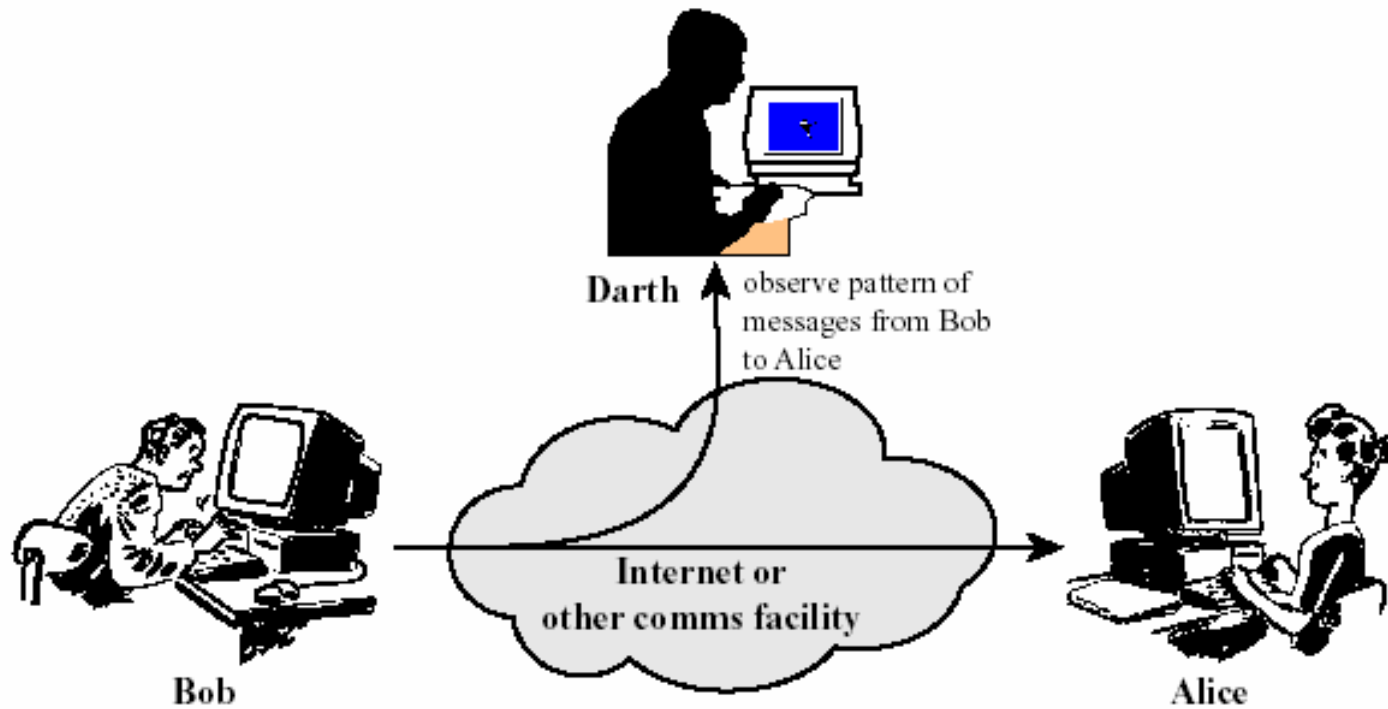 Darth
observe pattern of
messages from Bob
to Alice
Internet or
other comms facility
Bob
Alice